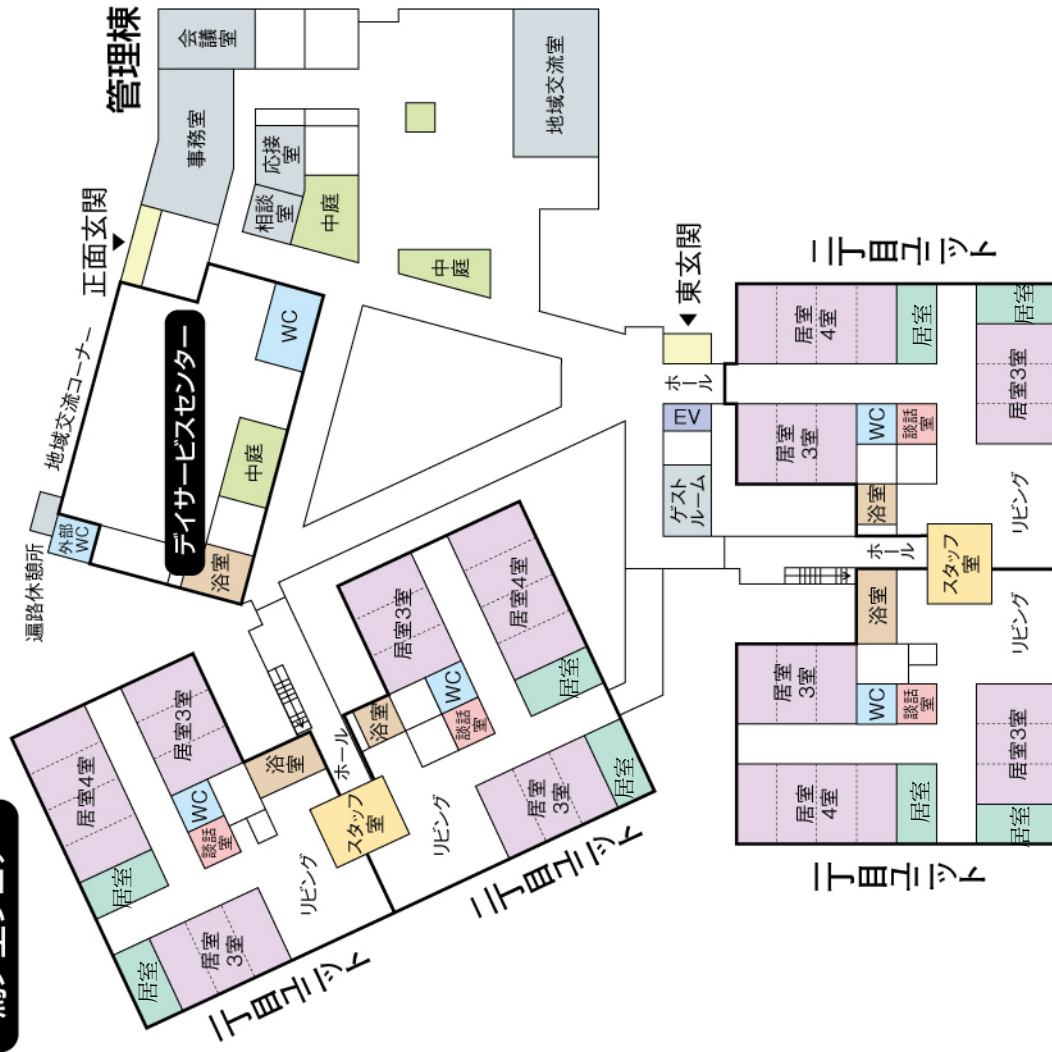 管理棟
会議室
事務室
応接室
相談室
中庭
地域交流室
中庭
正面玄関
地域交流コーナー
デイサービスセンター
WC
中庭
遍路休憩所
外部WC
浴室
東玄関
ホール
EV
ゲストルーム
居室4室
居室3室
居室
WC
談話室
浴室
居室
居室3室
リビング
ホール
スタッフ室
一丁目ユニット
居室3室
居室4室
浴室
WC
談話室
居室
居室3室
居室
リビング
二丁目ユニット
居室4室
居室
居室3室
WC
談話室
浴室
居室3室
居室
リビング
ホール
スタッフ室
二丁目ユニット
浴室
居室3室
WC
談話室
居室4室
居室
居室3室
居室
リビング
一丁目ユニット